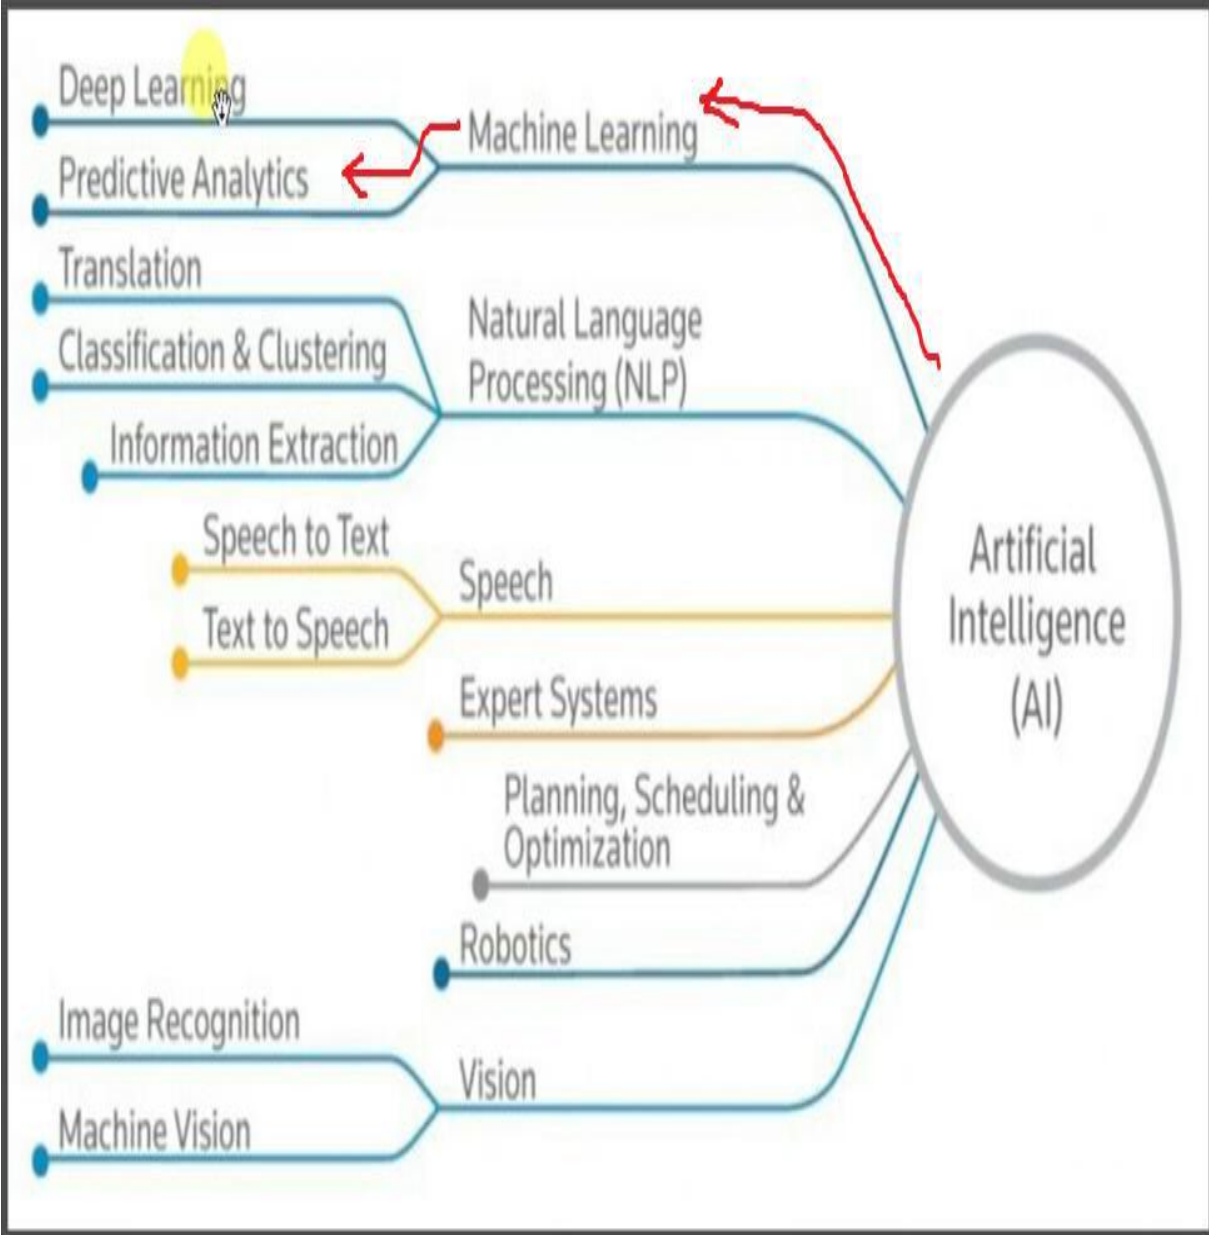 Deep Learning
Predictive Analytics
Machine Learning
Translation
Classification & Clustering
Information Extraction
Natural Language
Processing (NLP)
Speech to Text
Text to Speech
Speech
Expert Systems
Planning, Scheduling &
Optimization
Robotics
Image Recognition
Machine Vision
Vision
Artificial
Intelligence
(AI)